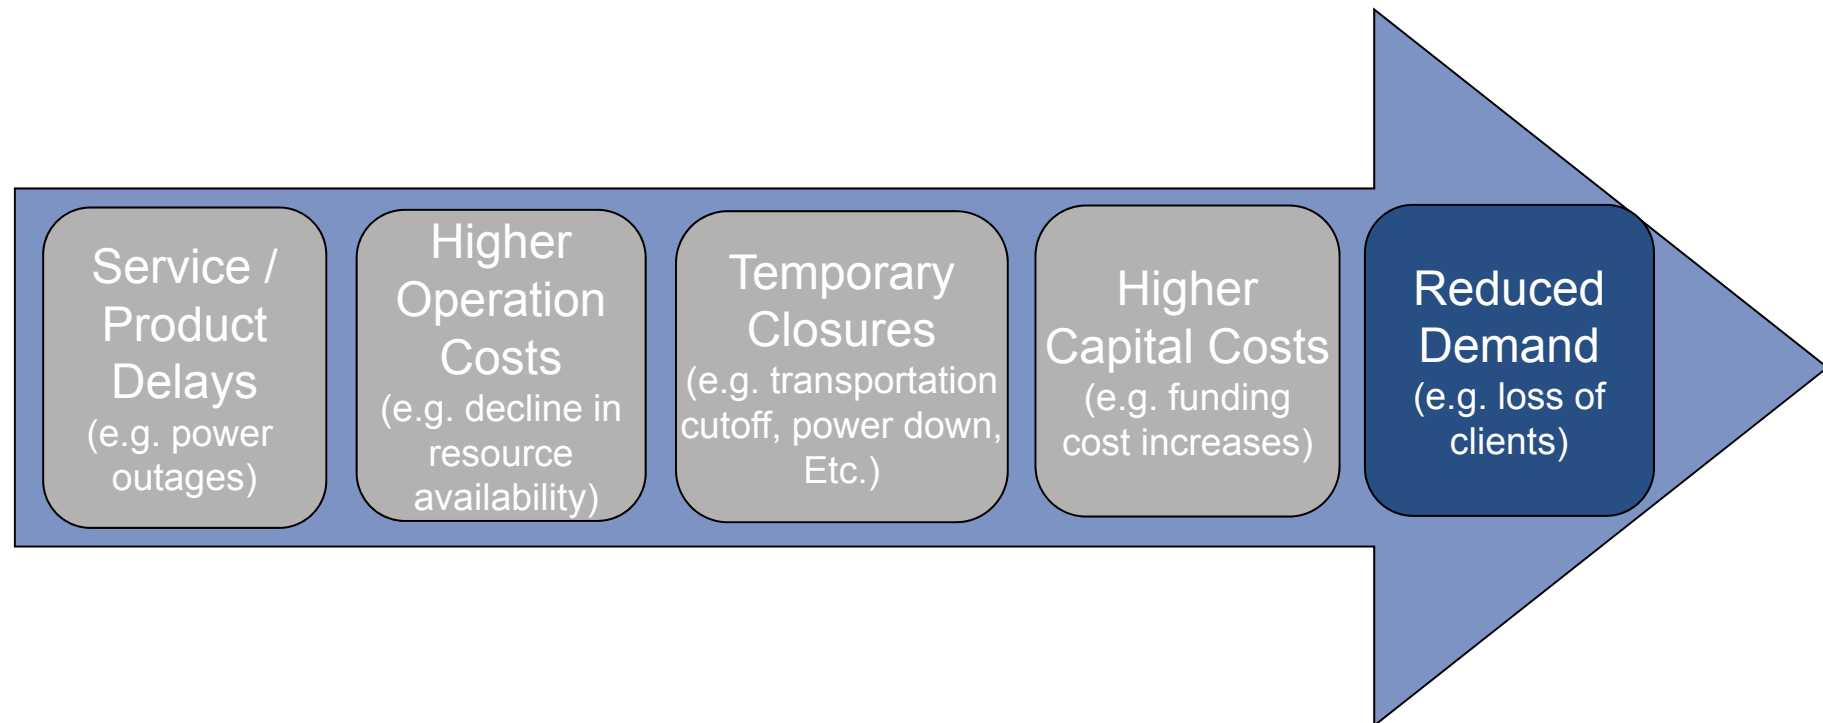 Service /
Product
Delays
(e.g. power
outages)
Higher
Operation
Costs
(e.g. decline in
resource
availability)
Temporary
Closures
(e.g. transportation
cutoff, power down,
Etc.)
Higher
Capital Costs
(e.g. funding
cost increases)
Reduced
Demand
(e.g. loss of
clients)